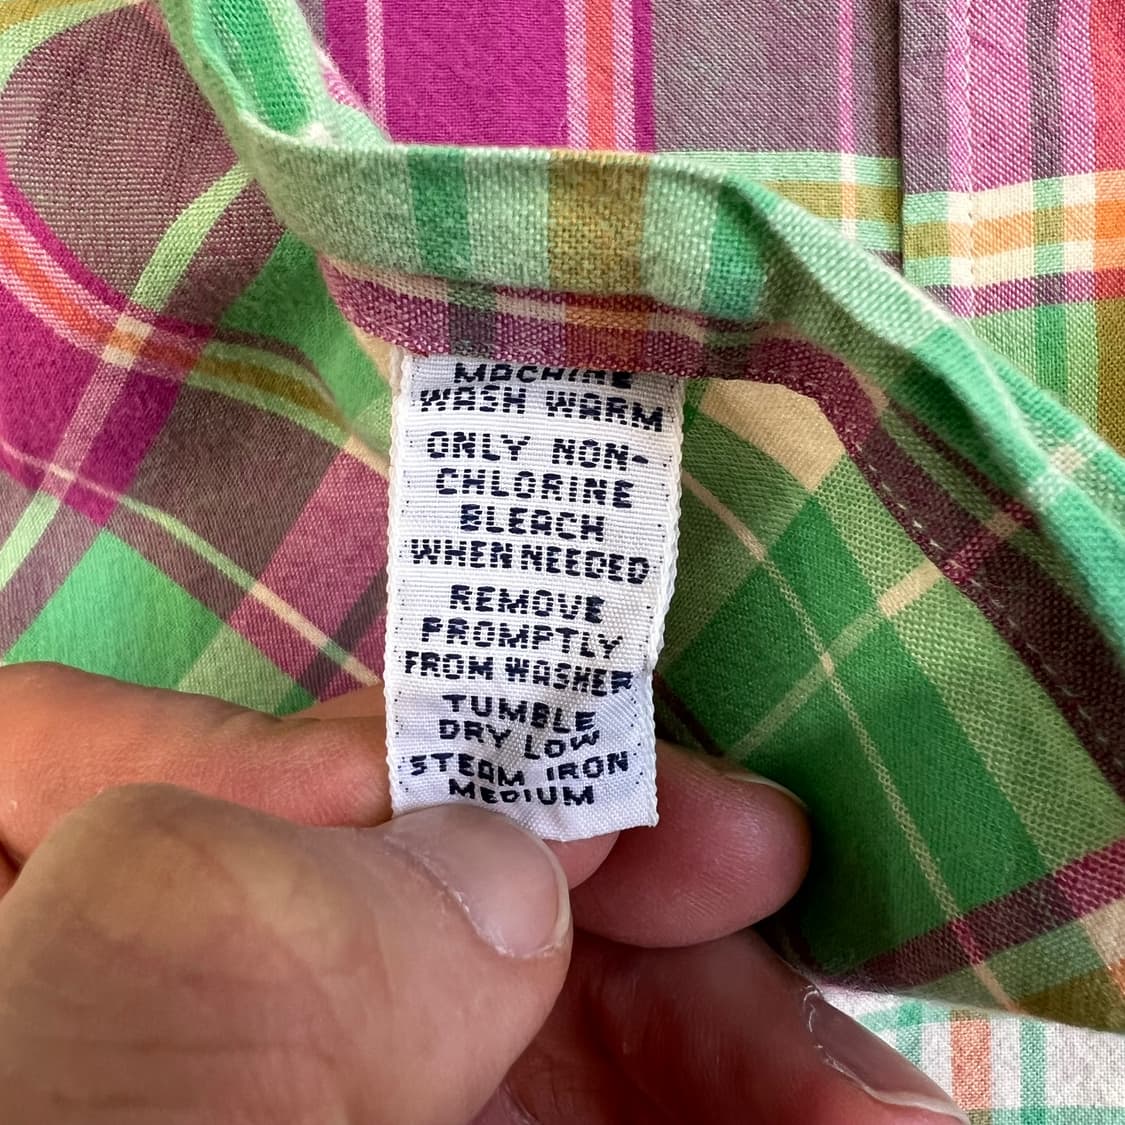 MACHINE
WASH WARM
ONLY NON-
CHLORINE
BLEACH
WHEN NEEDED
REMOVE
PROMPTLY
FROM WASHER
TUMBLE
DRY LOW
STEAM IRON
MEDIUM